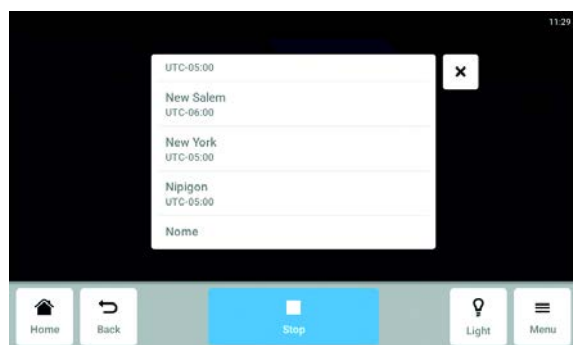 11:29
UTC-05:00
New Salem
UTC-06:00
New York
UTC-05:00
Nipigon
UTC-05:00
Nome
Home
Back
Stop
Light
Menu